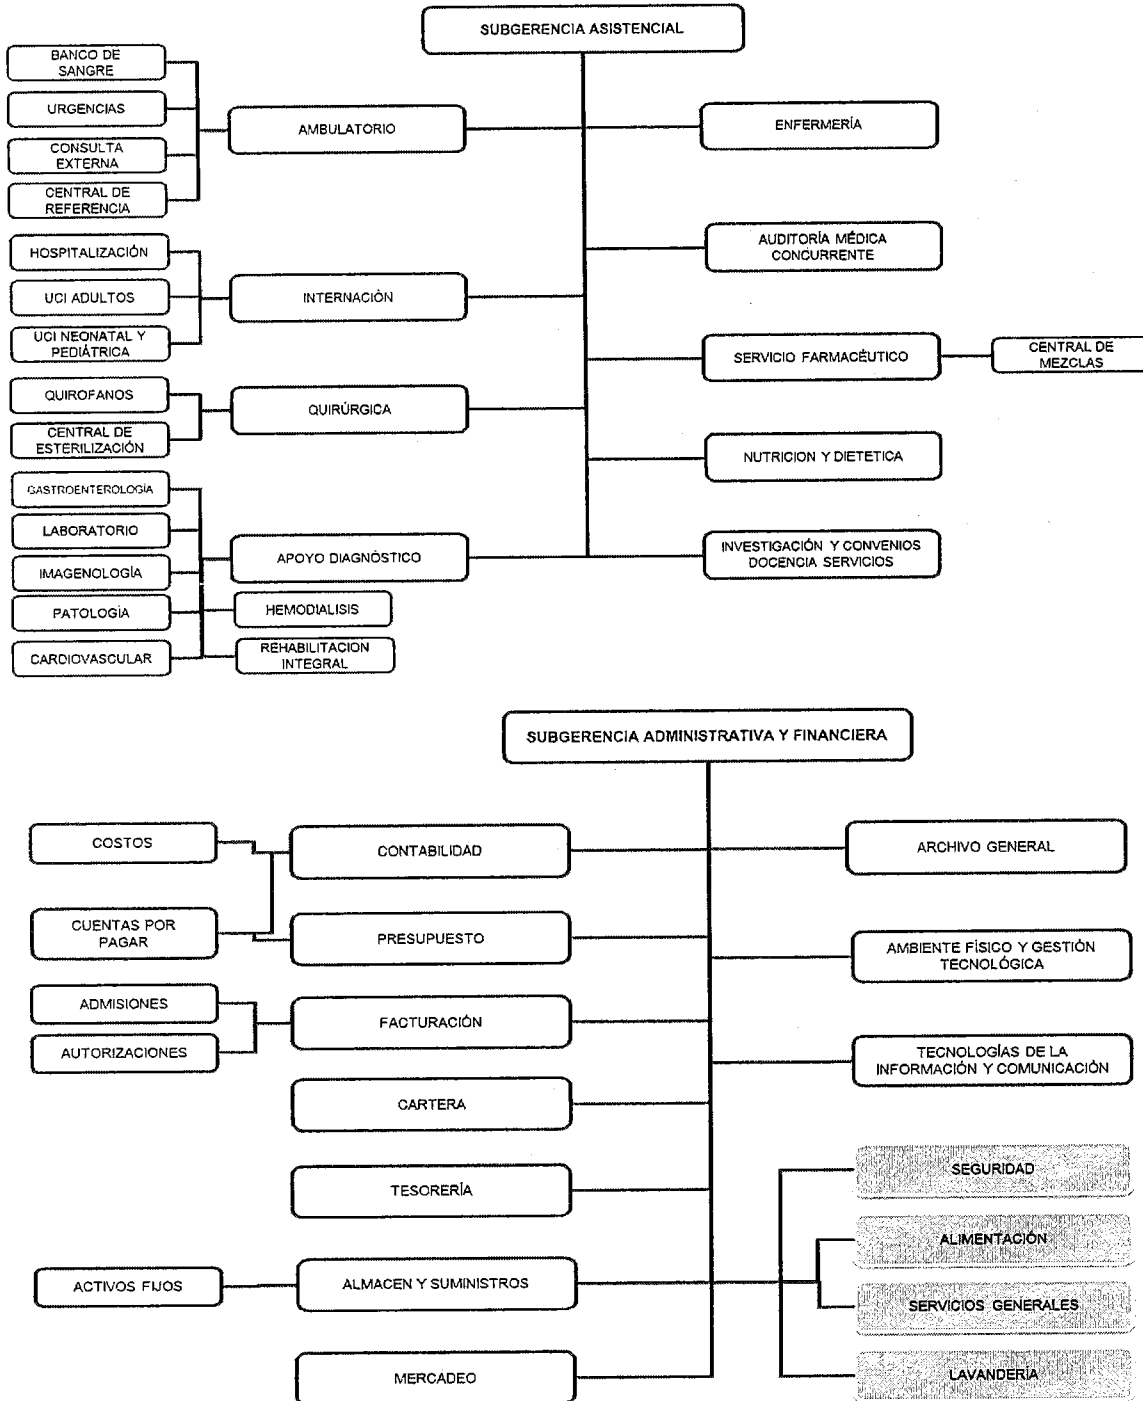 SUBGERENCIA ASISTENCIAL
BANCO DE
SANGRE
URGENCIAS
CONSULTA
EXTERNA
CENTRAL DE
REFERENCIA
AMBULATORIO
ENFERMERÍA
HOSPITALIZACIÓN
UCI ADULTOS
UCI NEONATAL Y
PEDIÁTRICA
INTERNACIÓN
AUDITORÍA MÉDICA
CONCURRENTE
SERVICIO FARMACÉUTICO
CENTRAL DE
MEZCLAS
QUIROFANOS
CENTRAL DE
ESTERILIZACIÓN
QUIRÚRGICA
NUTRICION Y DIETETICA
GASTROENTEROLOGÍA
LABORATORIO
IMAGENOLOGÍA
PATOLOGÍA
CARDIOVASCULAR
APOYO DIAGNÓSTICO
HEMODIALISIS
REHABILITACION
INTEGRAL
INVESTIGACIÓN Y CONVENIOS
DOCENCIA SERVICIOS
SUBGERENCIA ADMINISTRATIVA Y FINANCIERA
COSTOS
CONTABILIDAD
ARCHIVO GENERAL
CUENTAS POR
PAGAR
PRESUPUESTO
AMBIENTE FÍSICO Y GESTIÓN
TECNOLÓGICA
ADMISIONES
AUTORIZACIONES
FACTURACIÓN
TECNOLOGÍAS DE LA
INFORMACIÓN Y COMUNICACIÓN
CARTERA
TESORERÍA
SEGURIDAD
ALIMENTACIÓN
ACTIVOS FIJOS
ALMACEN Y SUMINISTROS
SERVICIOS GENERALES
MERCADEO
LAVANDERÍA